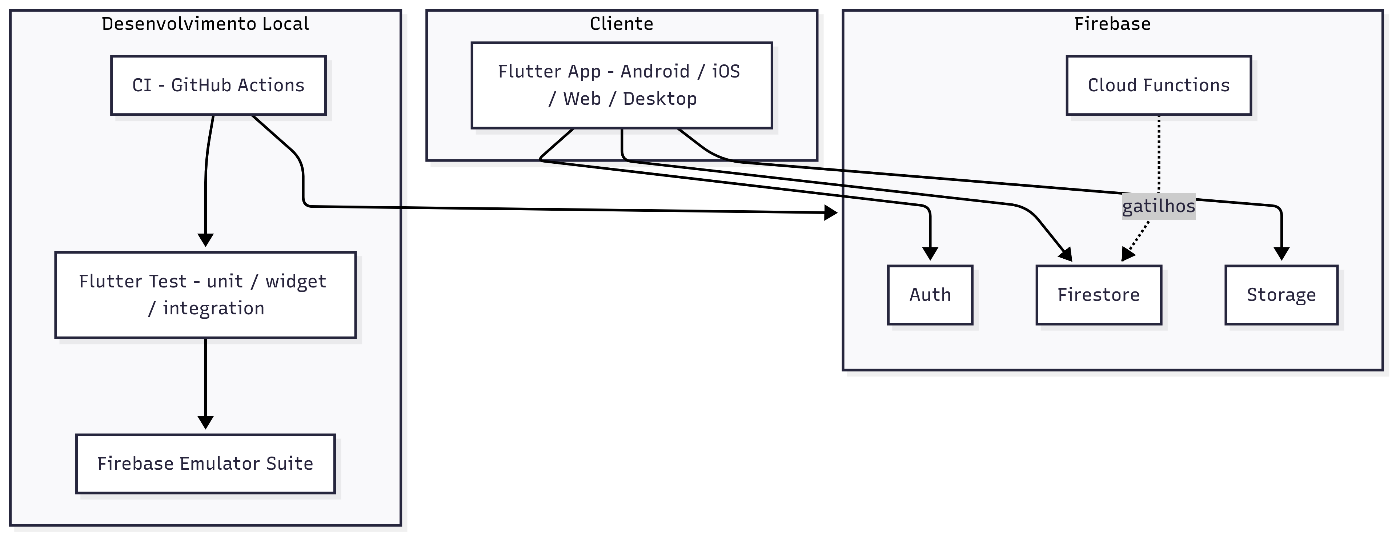 Desenvolvimento Local
CI - GitHub Actions
Flutter Test - unit / widget
/ integration
Firebase Emulator Suite
Cliente
Flutter App - Android / iOS
/ Web / Desktop
Firebase
Cloud Functions
gatilhos
Auth
Firestore
Storage